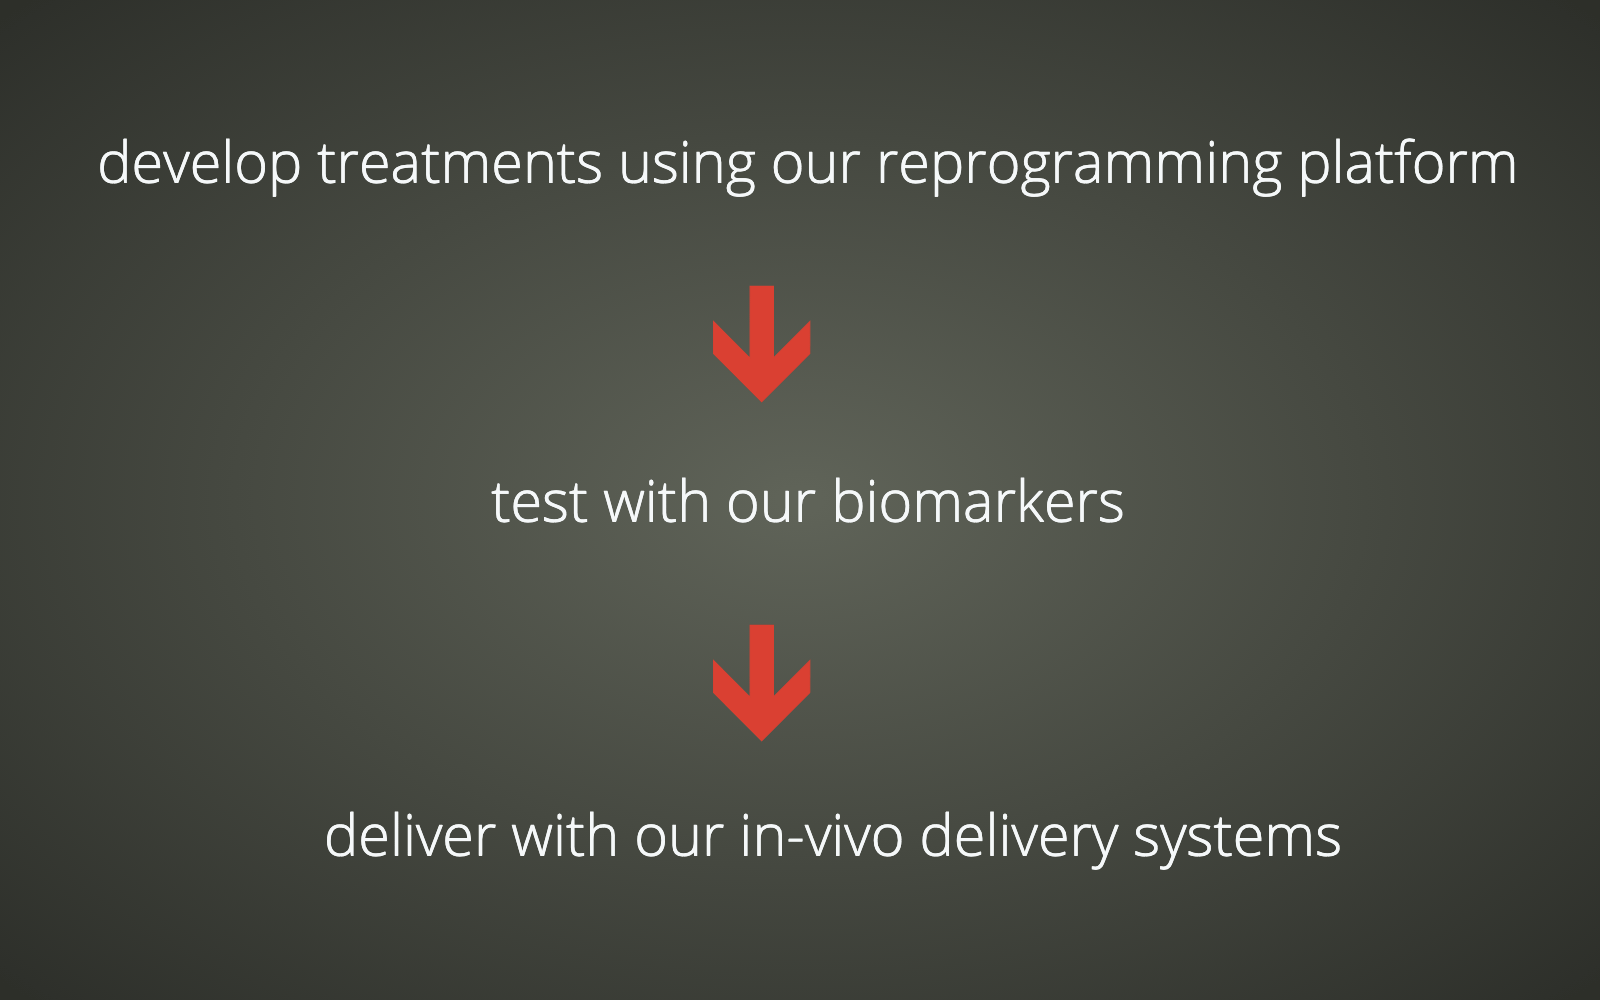 develop treatments using our reprogramming platform
test with our biomarkers
deliver with our in-vivo delivery systems